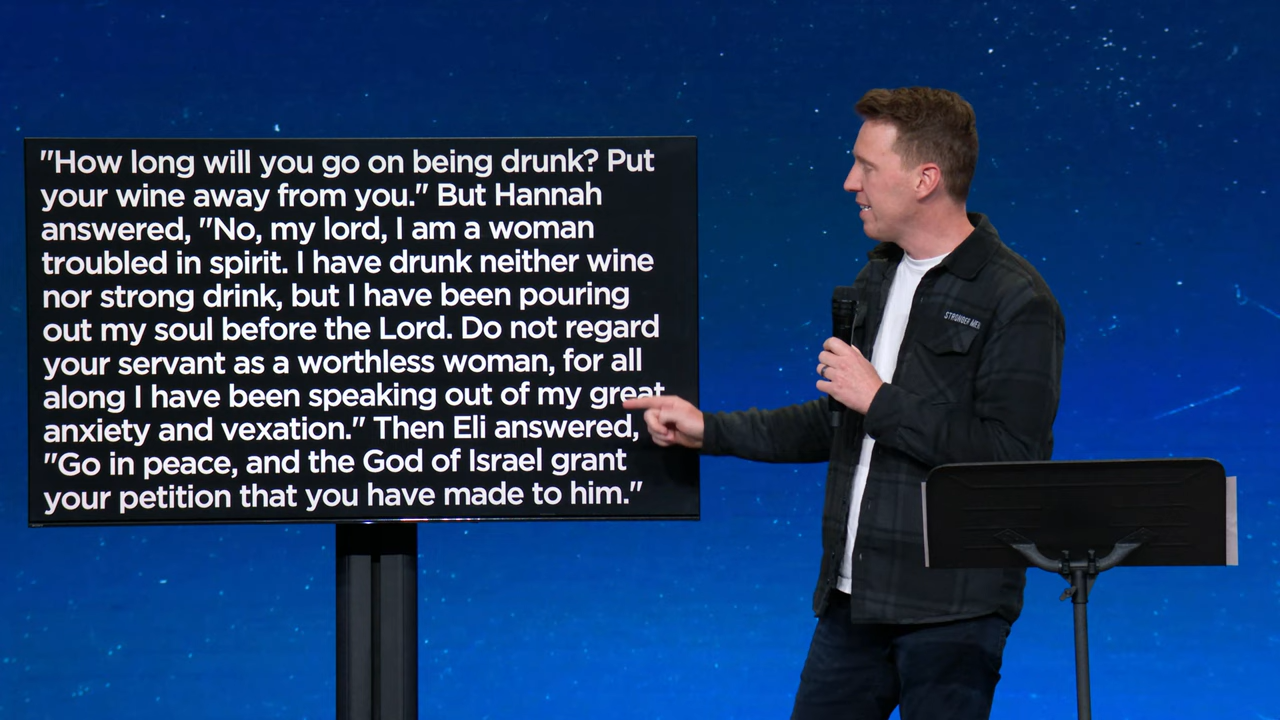 "How long will you go on being drunk? Put
your wine away from you." But Hannah
answered, "No, my lord, I am a woman
troubled in spirit. I have drunk neither wine
nor strong drink, but I have been pouring
out my soul before the Lord. Do not regard
your servant as a worthless woman, for all
along I have been speaking out of my great
anxiety and vexation." Then Eli answered,
"Go in peace, and the God of Israel grant
your petition that you have made to him."
STRONGER MEN